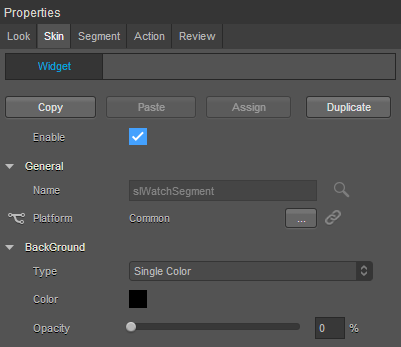 Properties
Look Skin Segment Action Review
Widget
Copy Paste Assign Duplicate
Enable
General
Name slWatchSegment
Platform Common ...
BackGround
Type Single Color
Color
Opacity 0 %